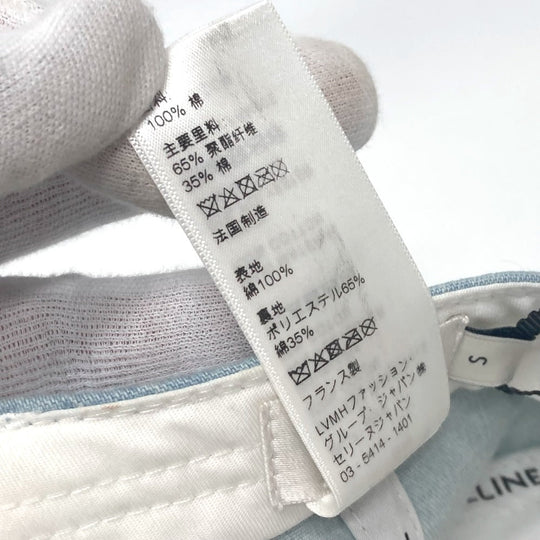 料
100% 棉
主要里料:
65% 聚酯纤维
35% 棉
法国制造
表地
綿100%
裏地
ポリエステル65%
綿35%
フランス製
LVMHファッション・
グループ・ジャパン㈱
セリーヌジャパン
03-5414-1401
S
LINE